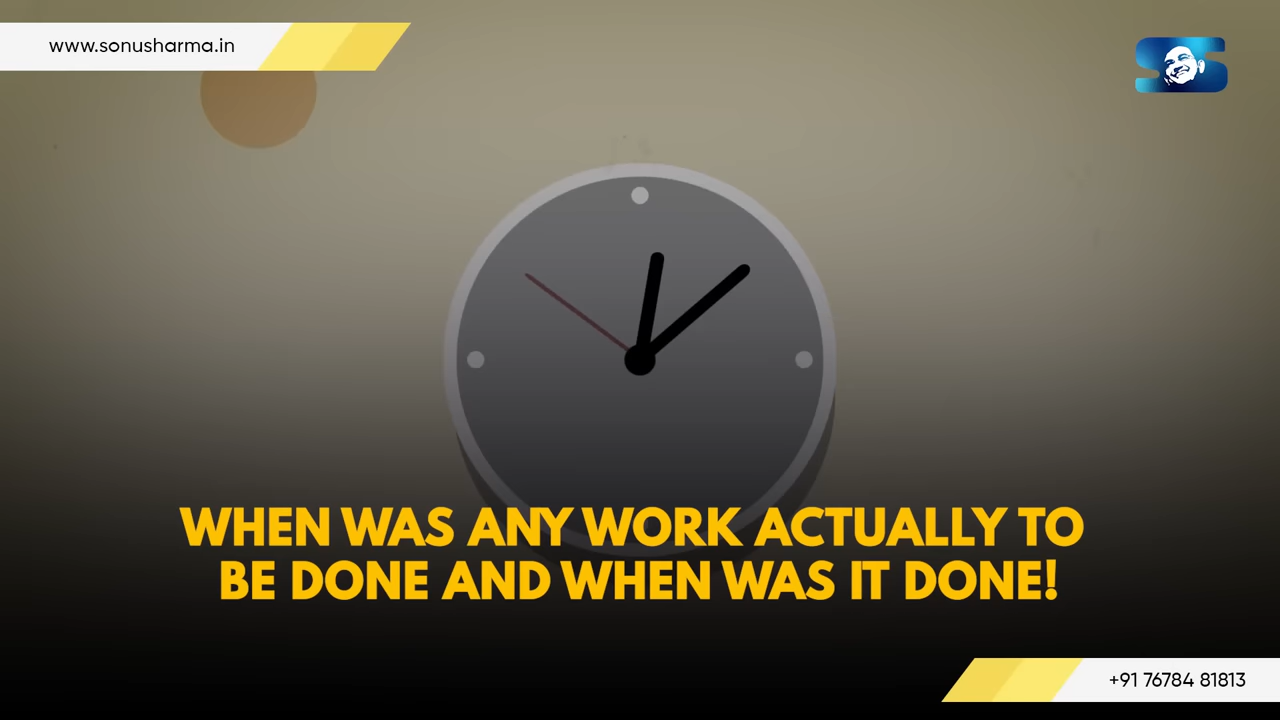 www.sonusharma.in
WHEN WAS ANY WORK ACTUALLY TO
BE DONE AND WHEN WAS IT DONE!
+91 76784 81813